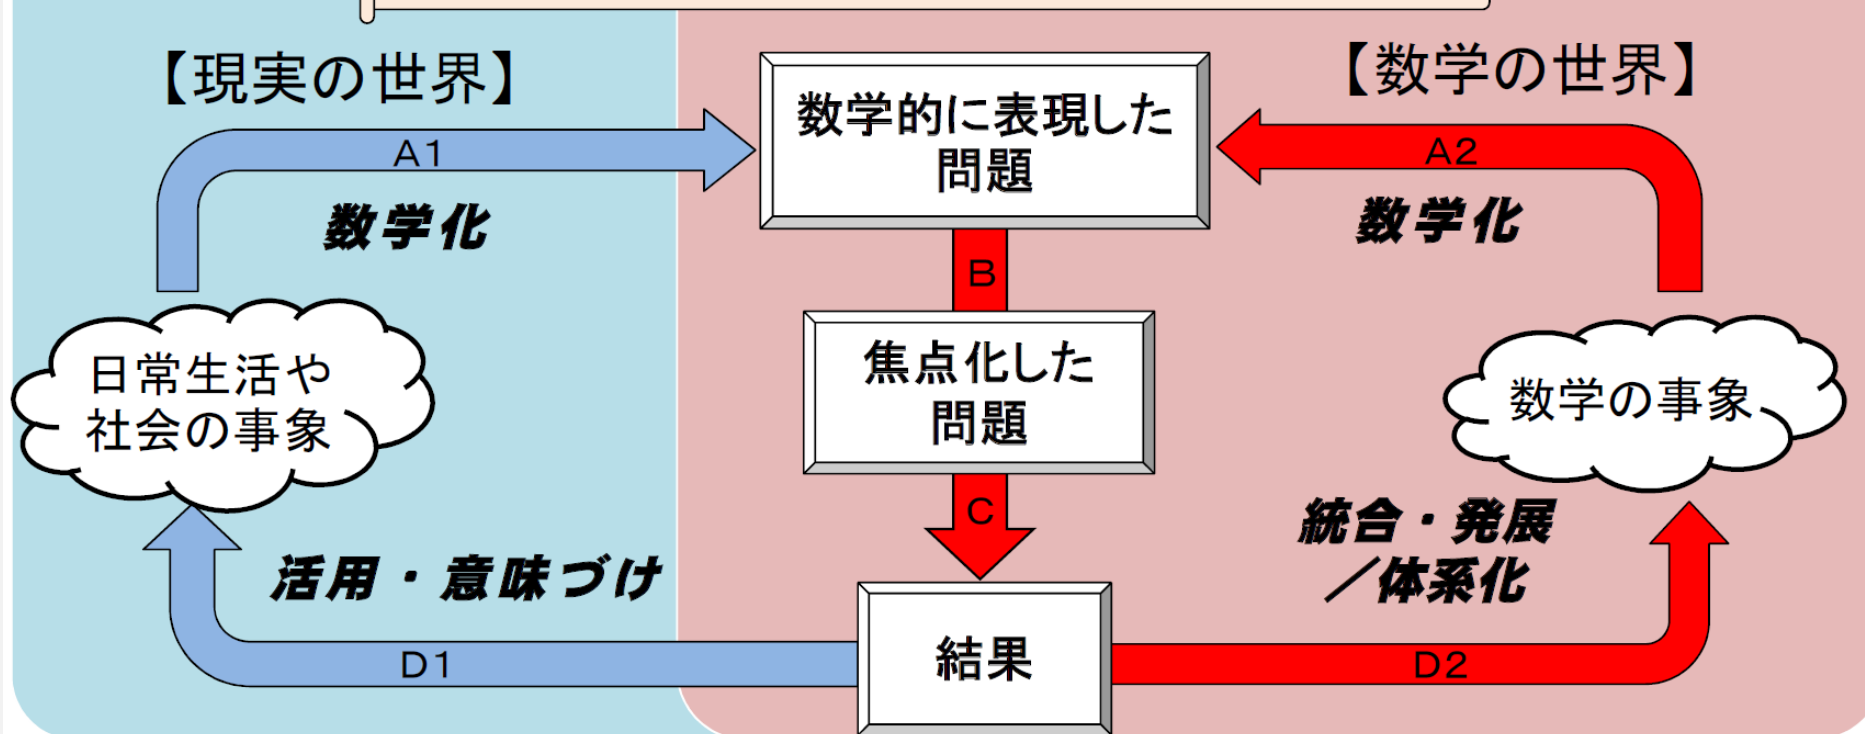 【現実の世界】
【数学の世界】
数学的に表現した
問題
A1
A2
数学化
数学化
B
日常生活や
社会の事象
焦点化した
問題
数学の事象
C
活用・意味づけ
統合・発展
／体系化
結果
D1
D2